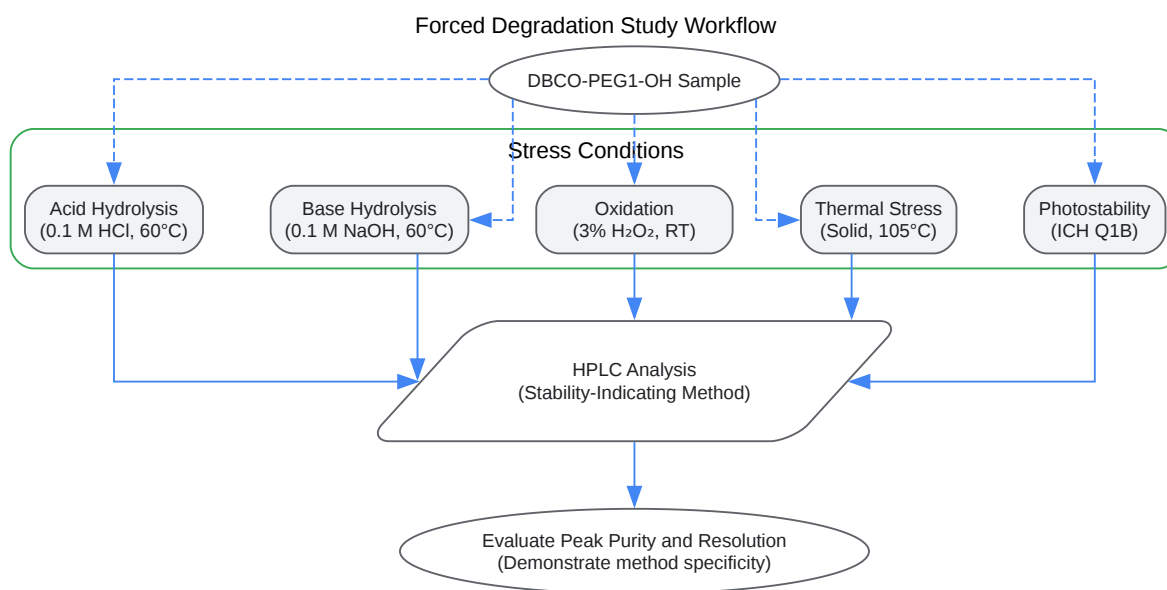 Forced Degradation Study Workflow
DBCO-PEG1-OH Sample
Stress Conditions
Acid Hydrolysis
(0.1 M HCl, 60°C)
Base Hydrolysis
(0.1 M NaOH, 60°C)
Oxidation
(3% H₂O₂, RT)
Thermal Stress
(Solid, 105°C)
Photostability
(ICH Q1B)
HPLC Analysis
(Stability-Indicating Method)
Evaluate Peak Purity and Resolution
(Demonstrate method specificity)